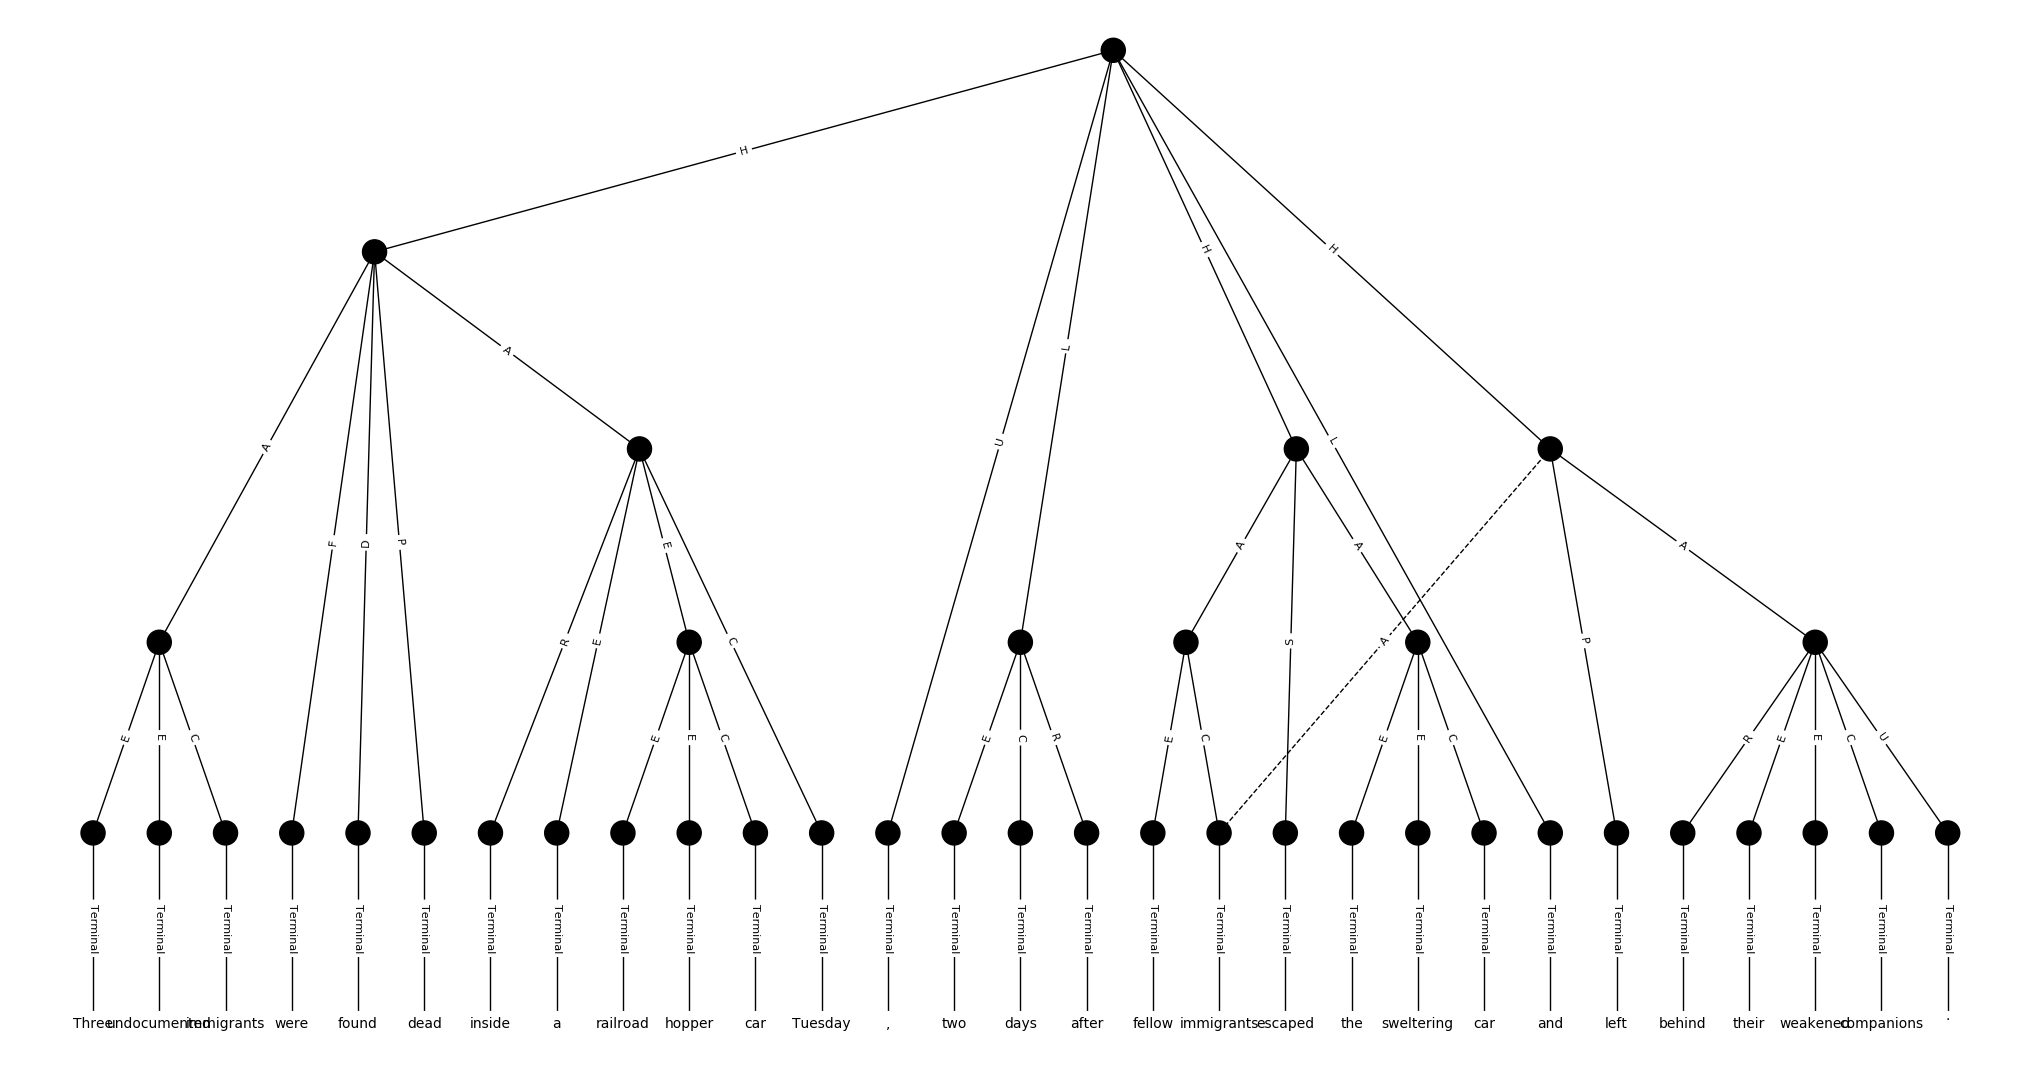 H
H H
A L
A U L
F D P E A A A
R E C S A P
E E C E E C E C R E C E E C R E E C U
Terminal Terminal Terminal Terminal Terminal Terminal Terminal Terminal Terminal Terminal Terminal Terminal Terminal Terminal Terminal Terminal Terminal Terminal Terminal Terminal Terminal Terminal Terminal Terminal Terminal Terminal Terminal Terminal Terminal
Three undocumented immigrants were found dead inside a railroad hopper car Tuesday , two days after fellow immigrants escaped the sweltering car and left behind their weakened companions .